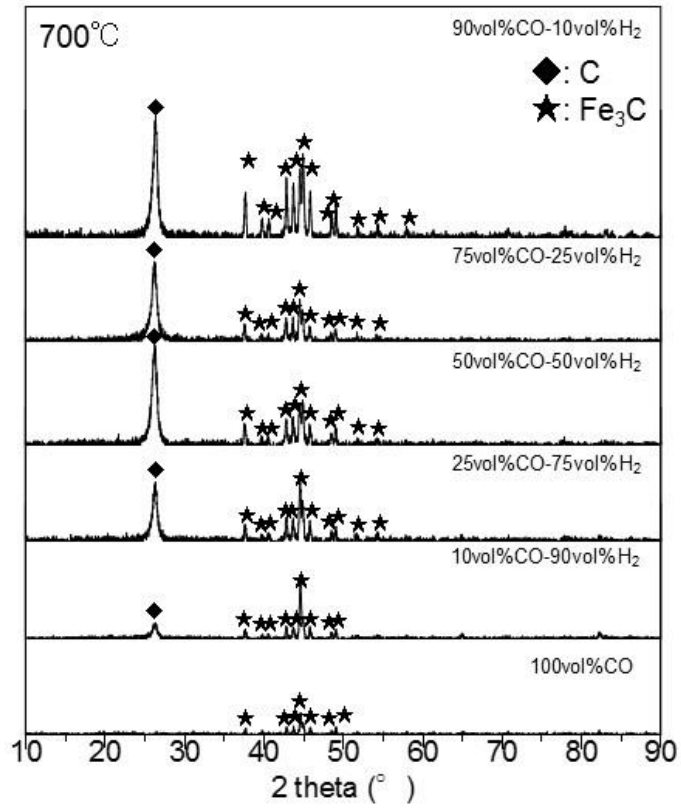 700℃
90vol%CO-10vol%H₂
◆: C
★: Fe₃C
75vol%CO-25vol%H₂
50vol%CO-50vol%H₂
25vol%CO-75vol%H₂
10vol%CO-90vol%H₂
100vol%CO
10 20 30 40 50 60 70 80 90
2 theta (° )